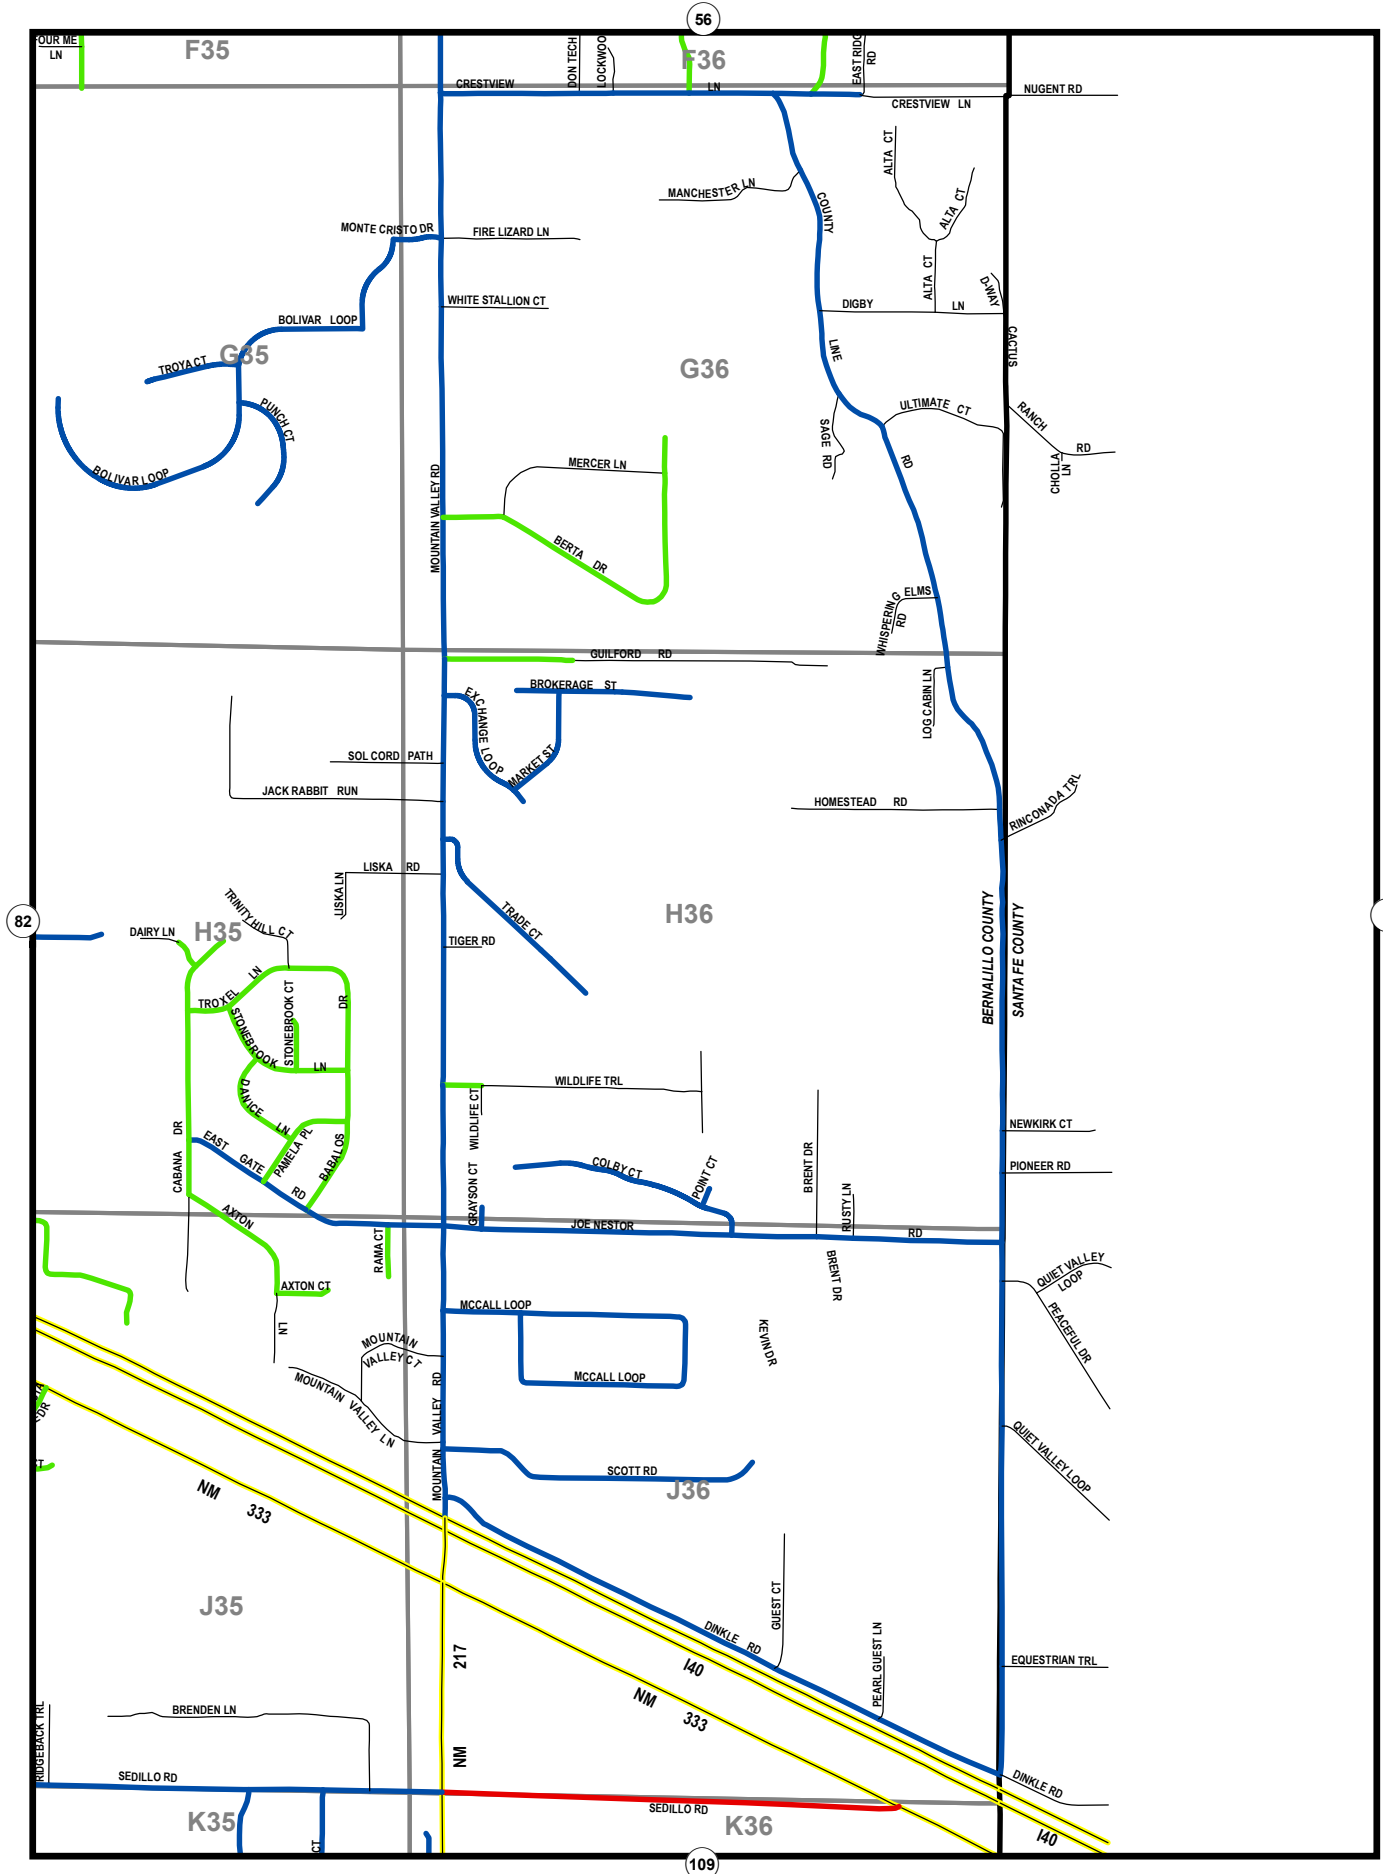 56
OUR ME
LN
F35
DON TECH
LOCKWOO
F36
EAST RIDG
RD
CRESTVIEW LN
CRESTVIEW LN
NUGENT RD
ALTA CT
ALTA CT
ALTA CT
MANCHESTER LN
COUNTY LINE RD
MONTE CRISTO DR
FIRE LIZARD LN
D-WAY
WHITE STALLION CT
DIGBY LN
BOLIVAR LOOP
CACTUS
G35
TROYA CT
G36
PUNCH CT
ULTIMATE CT
RANCH RD
SAGE RD
CHOLLA
LN
BOLIVAR LOOP
MERCER LN
MOUNTAIN VALLEY RD
BERTA DR
WHISPERING ELMS
RD
GUILFORD RD
LOG CABIN LN
BROKERAGE ST
EXCHANGE LOOP
MARKET ST
SOL CORD PATH
JACK RABBIT RUN
HOMESTEAD RD
RINCONADA TRL
LISKA RD
LISKA LN
TRINITY HILL CT
82
DAIRY LN
H35
TRADE CT
H36
TIGER RD
BERNALILLO COUNTY
SANTA FE COUNTY
TROXEL LN
STONEBROOK CT
DR
STONEBROOK LN
DANICE LN
PAMELA PL
BABALOS
WILDLIFE TRL
WILDLIFE CT
NEWKIRK CT
CABANA DR
EAST GATE RD
COLBY CT
POINT CT
BRENT DR
PIONEER RD
RUSTY LN
GRAYSON CT
AXTON
JOE NESTOR RD
RAMA CT
BRENT DR
QUIET VALLEY
LOOP
AXTON CT
MCCALL LOOP
PEACEFUL DR
LN
KEVIN DR
MOUNTAIN
VALLEY CT
MCCALL LOOP
MOUNTAIN VALLEY LN
MOUNTAIN VALLEY RD
DR
QUIET VALLEY LOOP
SCOTT RD
J36
NM 333
J35
GUEST CT
DINKLE RD
PEARL GUEST LN
217
I40
EQUESTRIAN TRL
NM 333
BRENDEN LN
RIDGEBACK TRL
NM
SEDILLO RD
DINKLE RD
SEDILLO RD
K35
K36
CT
I40
109